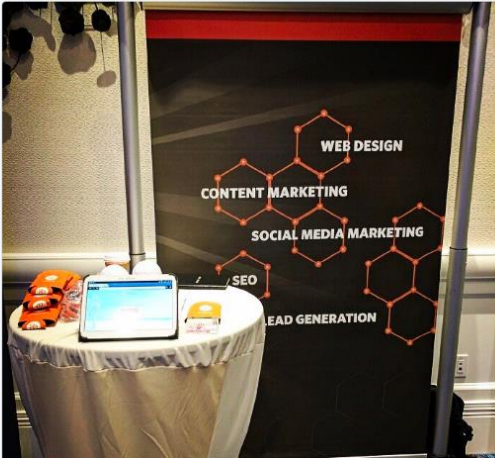 WEB DESIGN
CONTENT MARKETING
SOCIAL MEDIA MARKETING
SEO
LEAD GENERATION